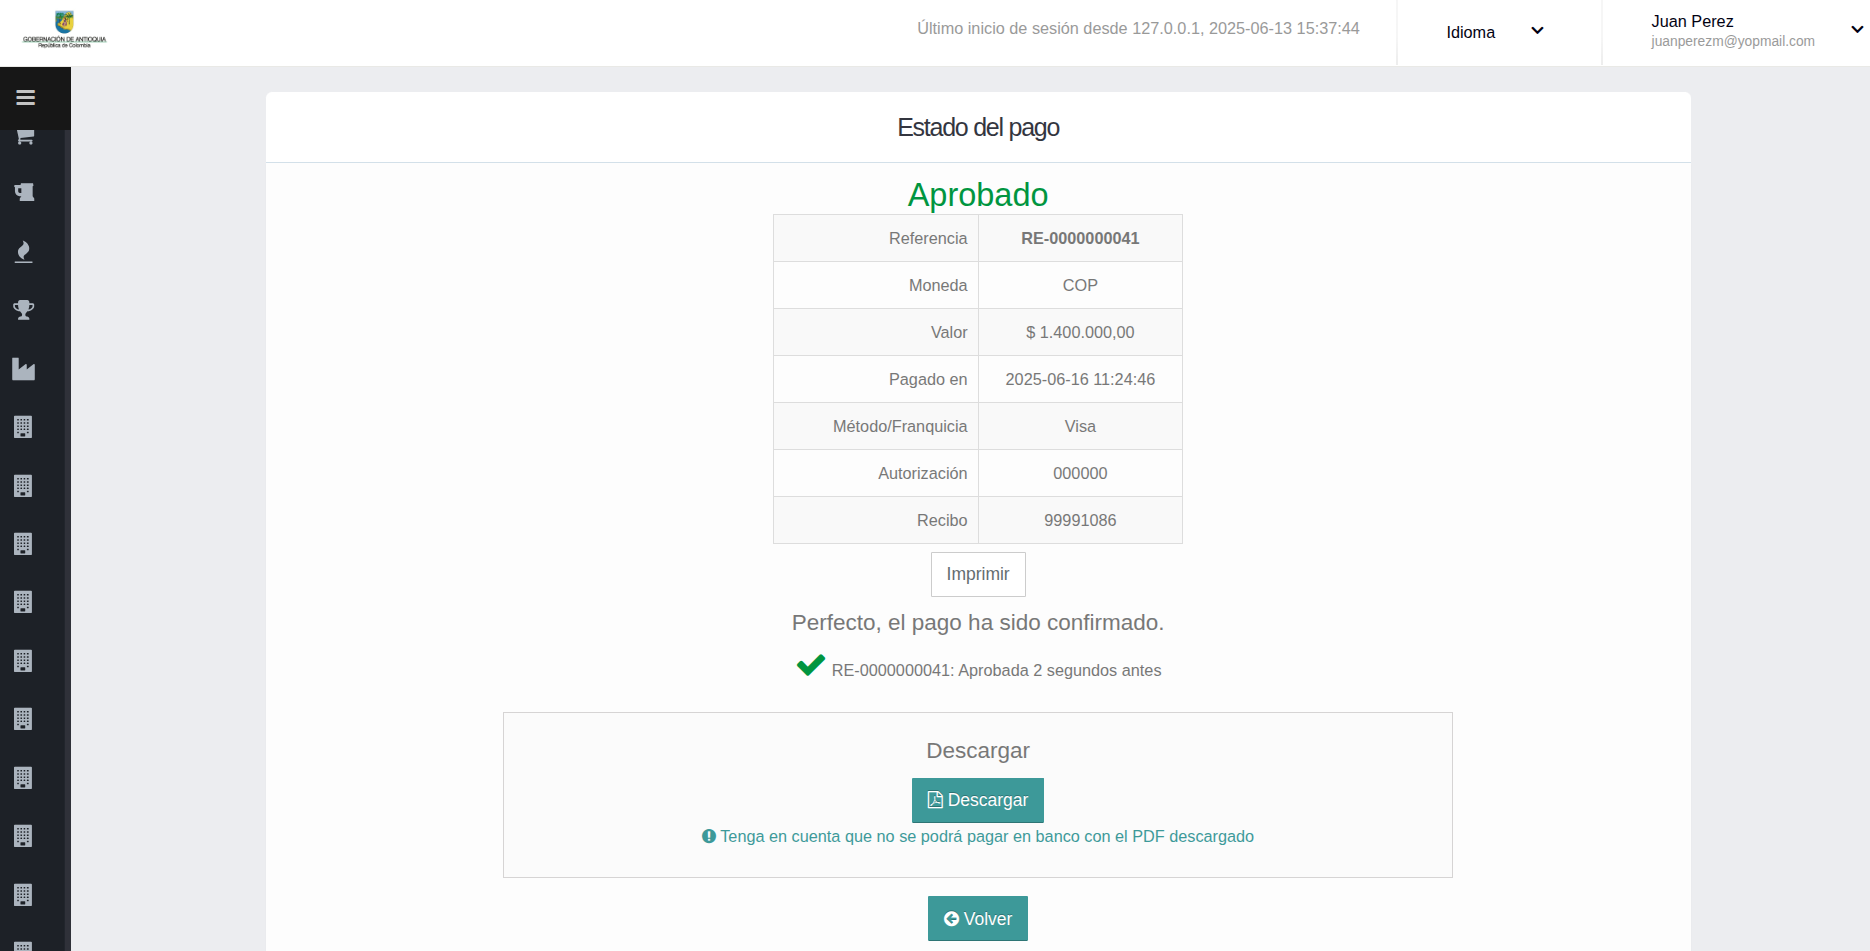 GOBERNACIÓN DE ANTIOQUIA
República de Colombia
Último inicio de sesión desde 127.0.0.1, 2025-06-13 15:37:44
Idioma
Juan Perez
juanperezm@yopmail.com
Estado del pago
Aprobado
Referencia RE-0000000041
Moneda COP
Valor $ 1.400.000,00
Pagado en 2025-06-16 11:24:46
Método/Franquicia Visa
Autorización 000000
Recibo 99991086
Imprimir
Perfecto, el pago ha sido confirmado.
RE-0000000041: Aprobada 2 segundos antes
Descargar
Descargar
Tenga en cuenta que no se podrá pagar en banco con el PDF descargado
Volver